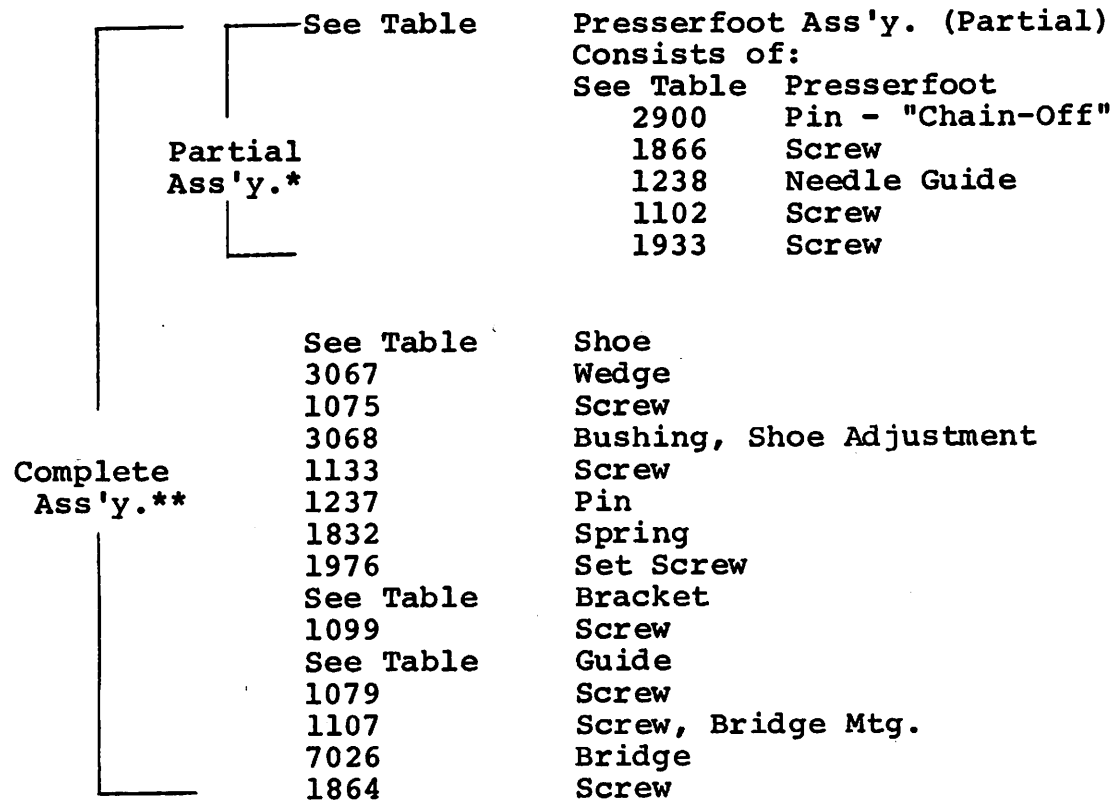 See Table Presserfoot Ass'y. (Partial)
Consists of:
See Table Presserfoot
2900 Pin - "Chain-Off"
Partial 1866 Screw
Ass'y.* 1238 Needle Guide
1102 Screw
1933 Screw
See Table Shoe
3067 Wedge
1075 Screw
3068 Bushing, Shoe Adjustment
Complete 1133 Screw
Ass'y.** 1237 Pin
1832 Spring
1976 Set Screw
See Table Bracket
1099 Screw
See Table Guide
1079 Screw
1107 Screw, Bridge Mtg.
7026 Bridge
1864 Screw